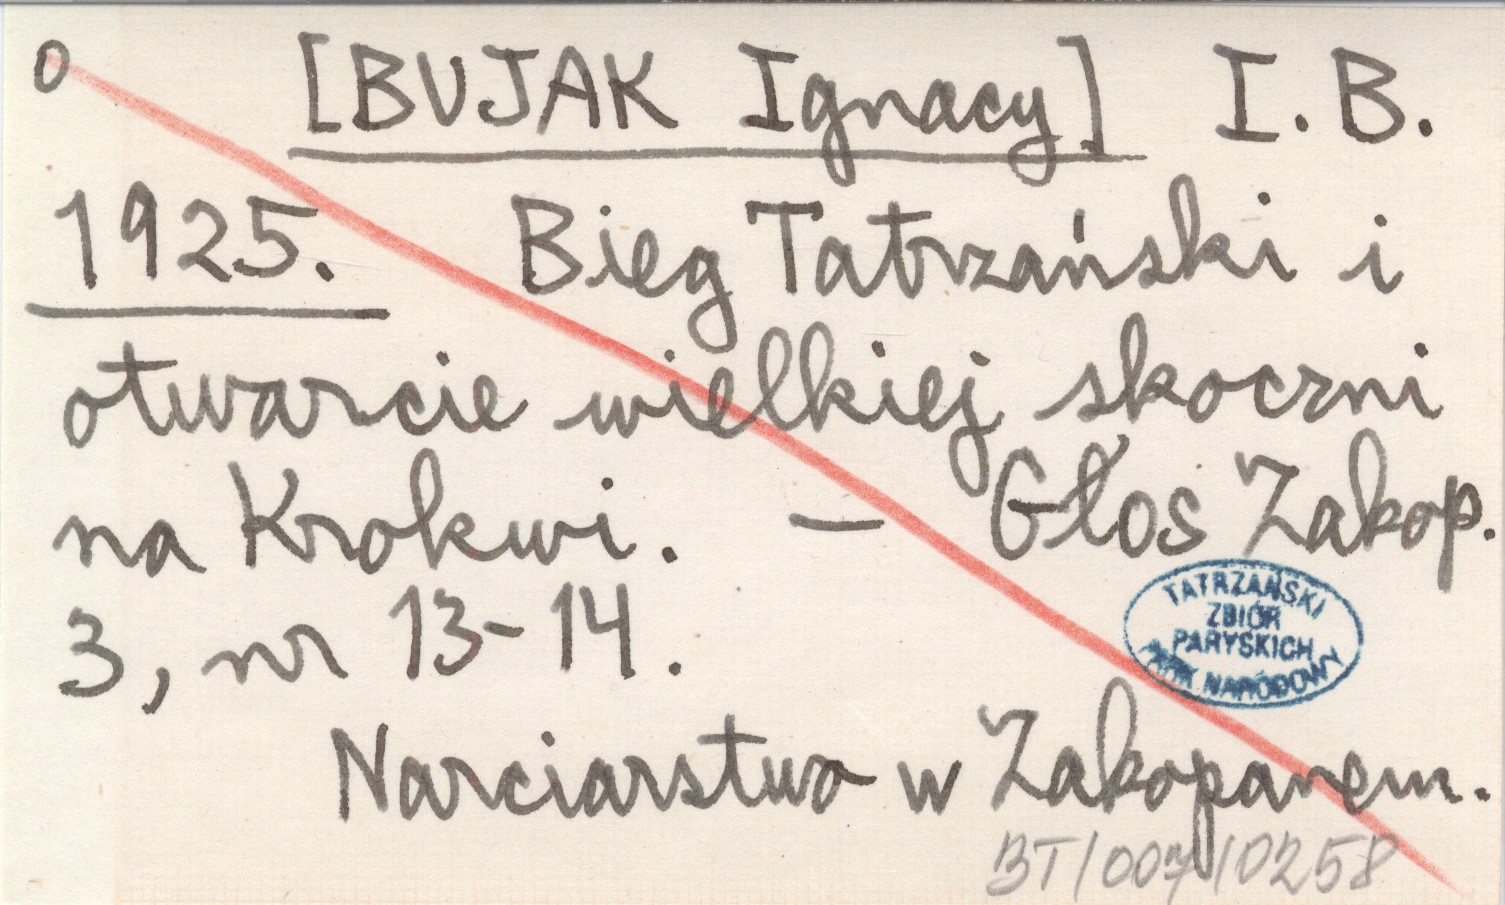 o [BUJAK Ignacy] I. B.
1925. Bieg Tatrzański i
otwarcie wielkiej skoczni
na Krokwi. — Głos Zakop.
3, nr 13-14.
TATRZAŃSKI
ZBIÓR
PARYSKICH
PARK NARODOWY
Narciarstwo w Zakopanem.
BT/007/0258